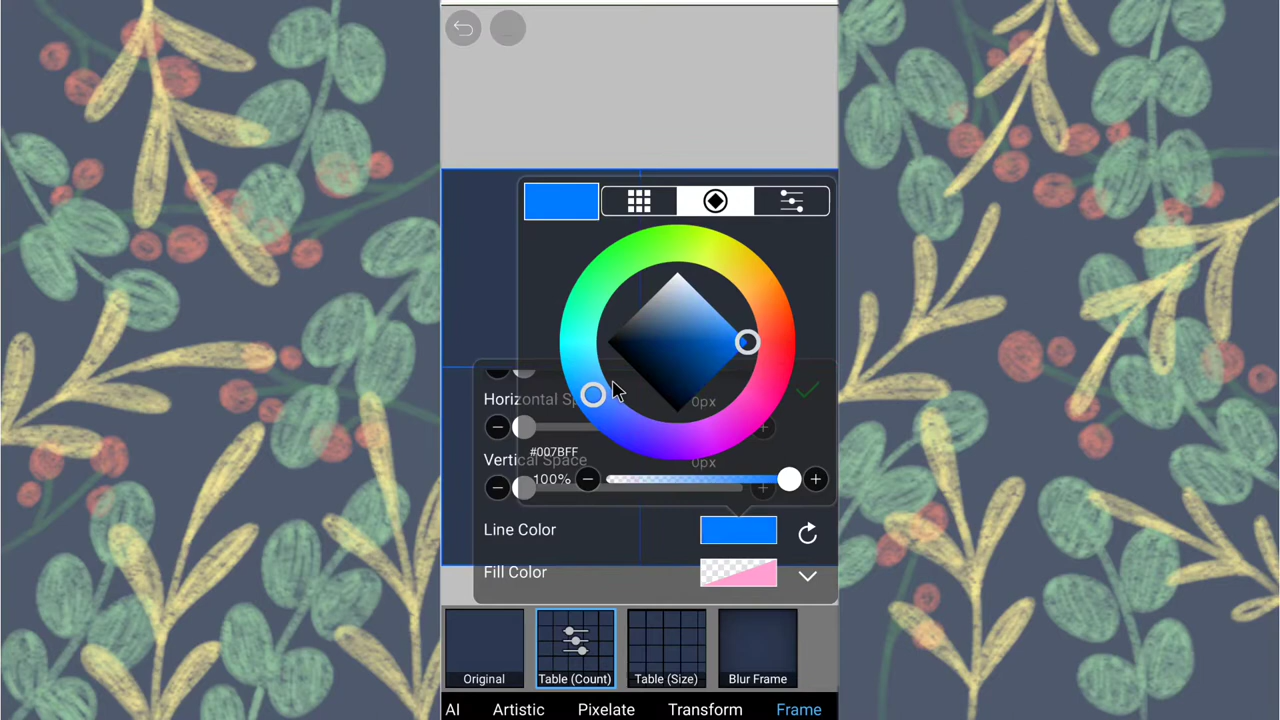 Horizontal Sp
0px
#007BFF
Vertical Space
0px
100%
Line Color
Fill Color
Original
Table (Count)
Table (Size)
Blur Frame
AI
Artistic
Pixelate
Transform
Frame